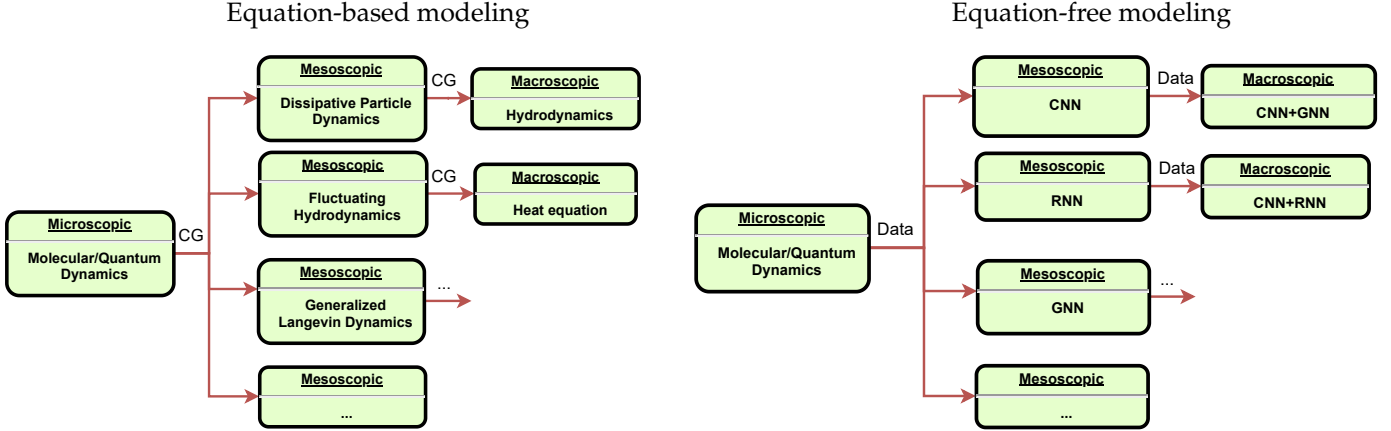 Equation-based modeling
Equation-free modeling
Microscopic
Molecular/Quantum
Dynamics
CG
Mesoscopic
Dissipative Particle
Dynamics
CG
Macroscopic
Hydrodynamics
Mesoscopic
Fluctuating
Hydrodynamics
CG
Macroscopic
Heat equation
Mesoscopic
Generalized
Langevin Dynamics
...
Mesoscopic
...
Microscopic
Molecular/Quantum
Dynamics
Data
Mesoscopic
CNN
Data
Macroscopic
CNN+GNN
Mesoscopic
RNN
Data
Macroscopic
CNN+RNN
Mesoscopic
GNN
...
Mesoscopic
...